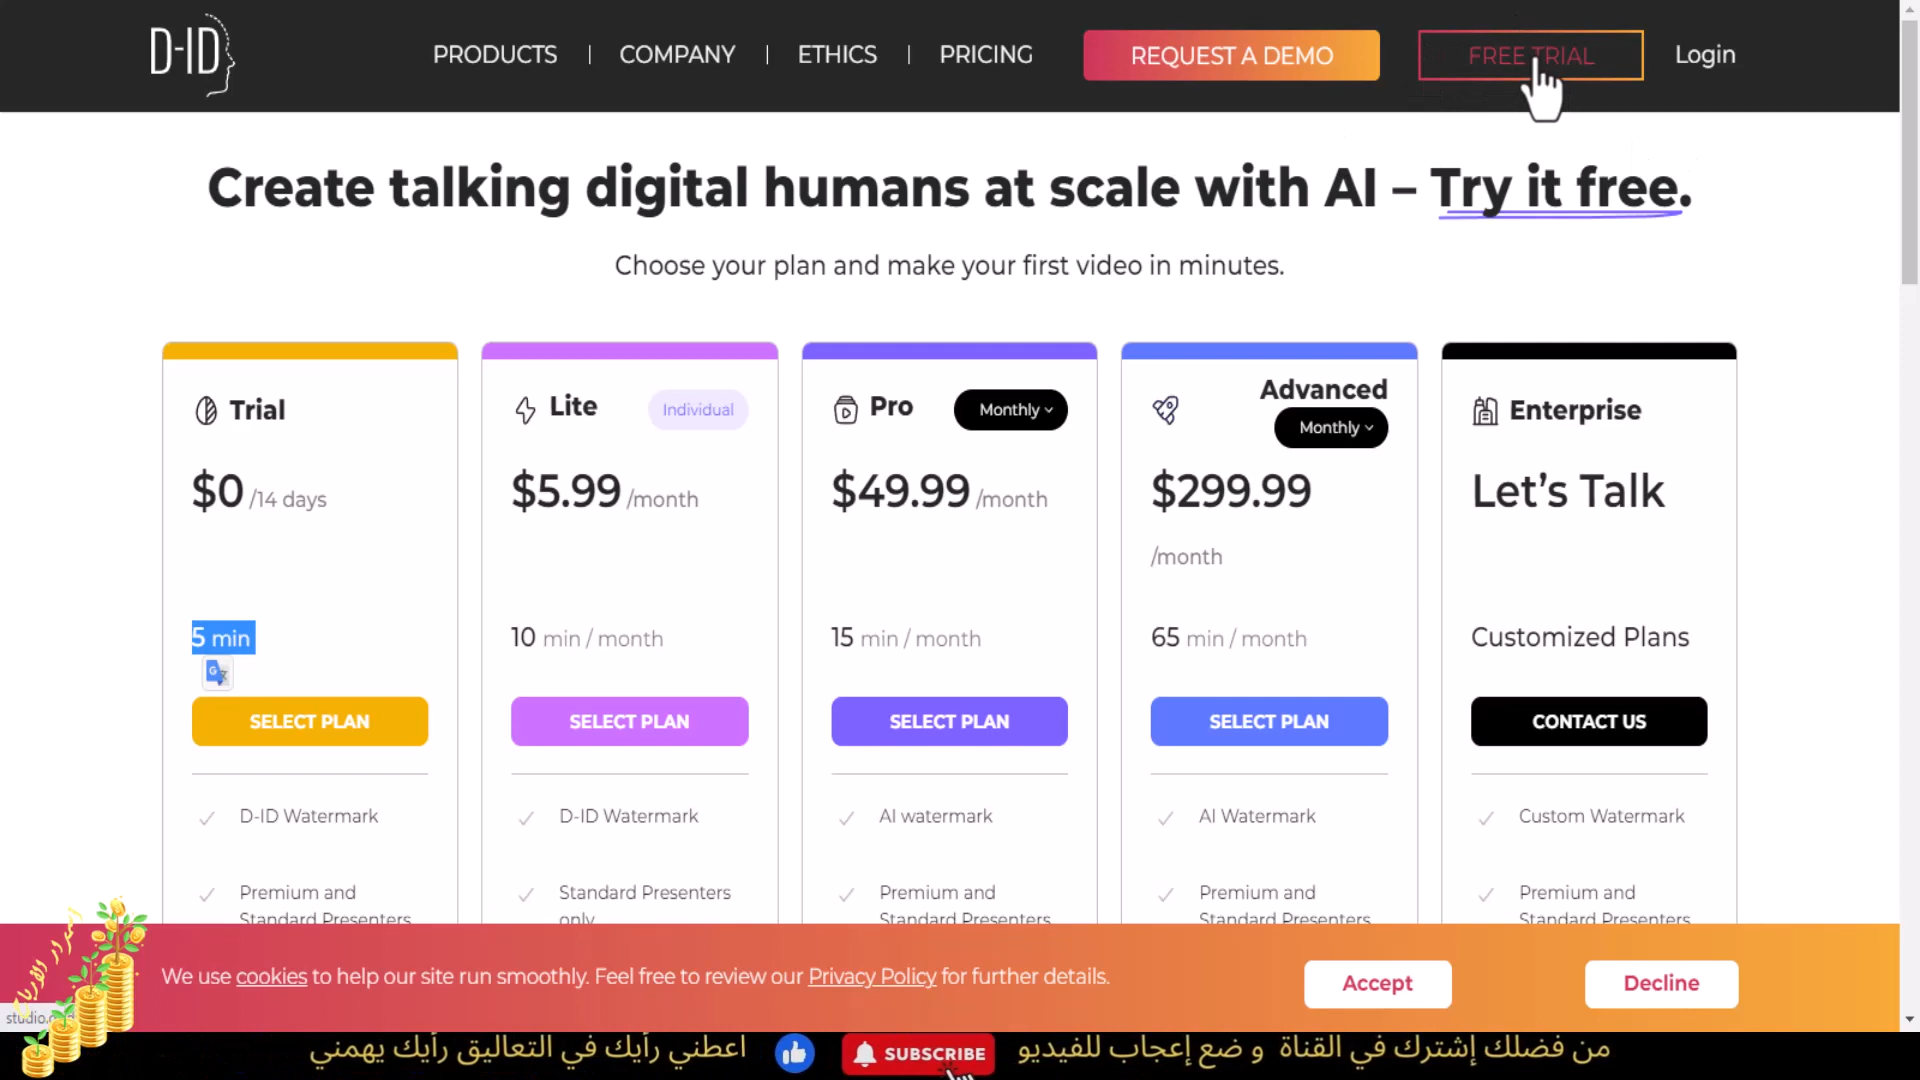 D-ID
PRODUCTS | COMPANY | ETHICS | PRICING
REQUEST A DEMO
FREE TRIAL
Login
Create talking digital humans at scale with AI – Try it free.
Choose your plan and make your first video in minutes.
Trial
$0 /14 days
5 min
SELECT PLAN
D-ID Watermark
Premium and
Standard Presenters
Lite
Individual
$5.99 /month
10 min / month
SELECT PLAN
D-ID Watermark
Standard Presenters
only
Pro
Monthly
$49.99 /month
15 min / month
SELECT PLAN
AI watermark
Premium and
Standard Presenters
Advanced
Monthly
$299.99
/month
65 min / month
SELECT PLAN
AI Watermark
Premium and
Standard Presenters
Enterprise
Let's Talk
Customized Plans
CONTACT US
Custom Watermark
Premium and
Standard Presenters
We use cookies to help our site run smoothly. Feel free to review our Privacy Policy for further details.
Accept
Decline
من فضلك إشترك في القناة و ضع إعجاب للفيديو
SUBSCRIBE
اعطني رأيك في التعاليق رأيك يهمني